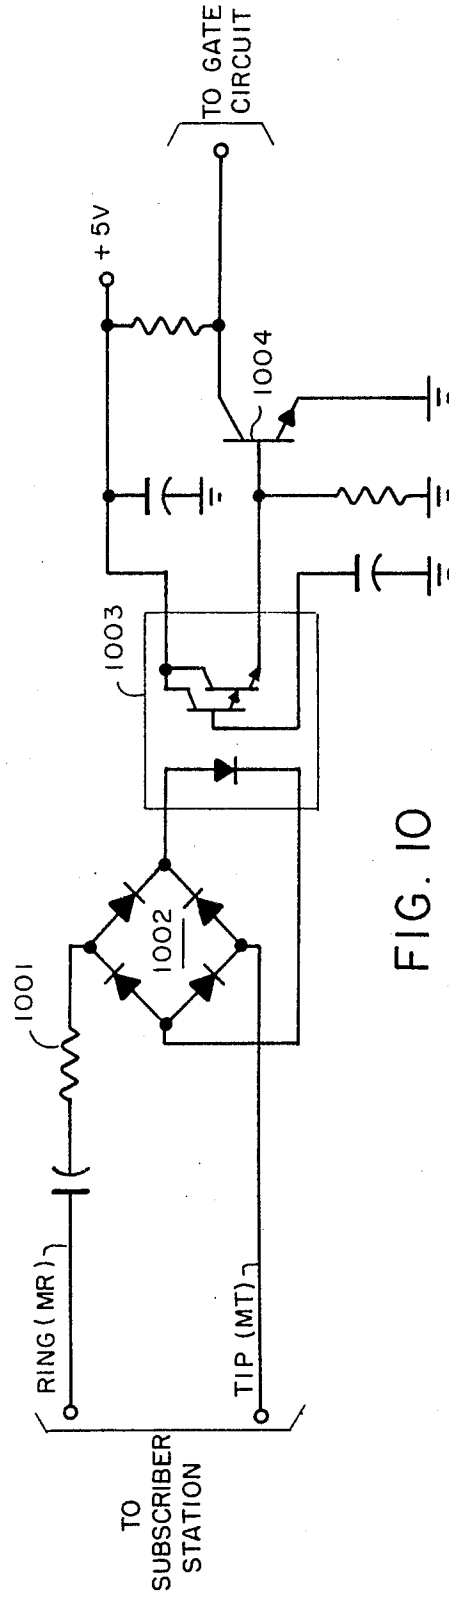 TO GATE
CIRCUIT
+ 5V
1004
1003
1002
1001
RING (MR)
TIP (MT)
TO
SUBSCRIBER
STATION
FIG. 10